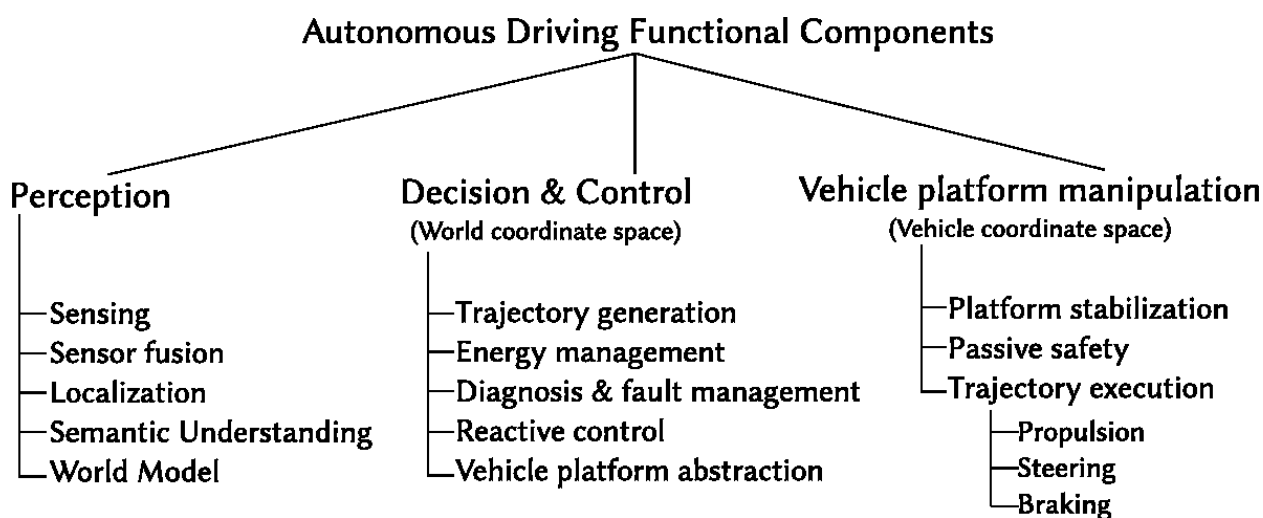 Autonomous Driving Functional Components
Perception
Sensing
Sensor fusion
Localization
Semantic Understanding
World Model
Decision & Control
(World coordinate space)
Trajectory generation
Energy management
Diagnosis & fault management
Reactive control
Vehicle platform abstraction
Vehicle platform manipulation
(Vehicle coordinate space)
Platform stabilization
Passive safety
Trajectory execution
Propulsion
Steering
Braking